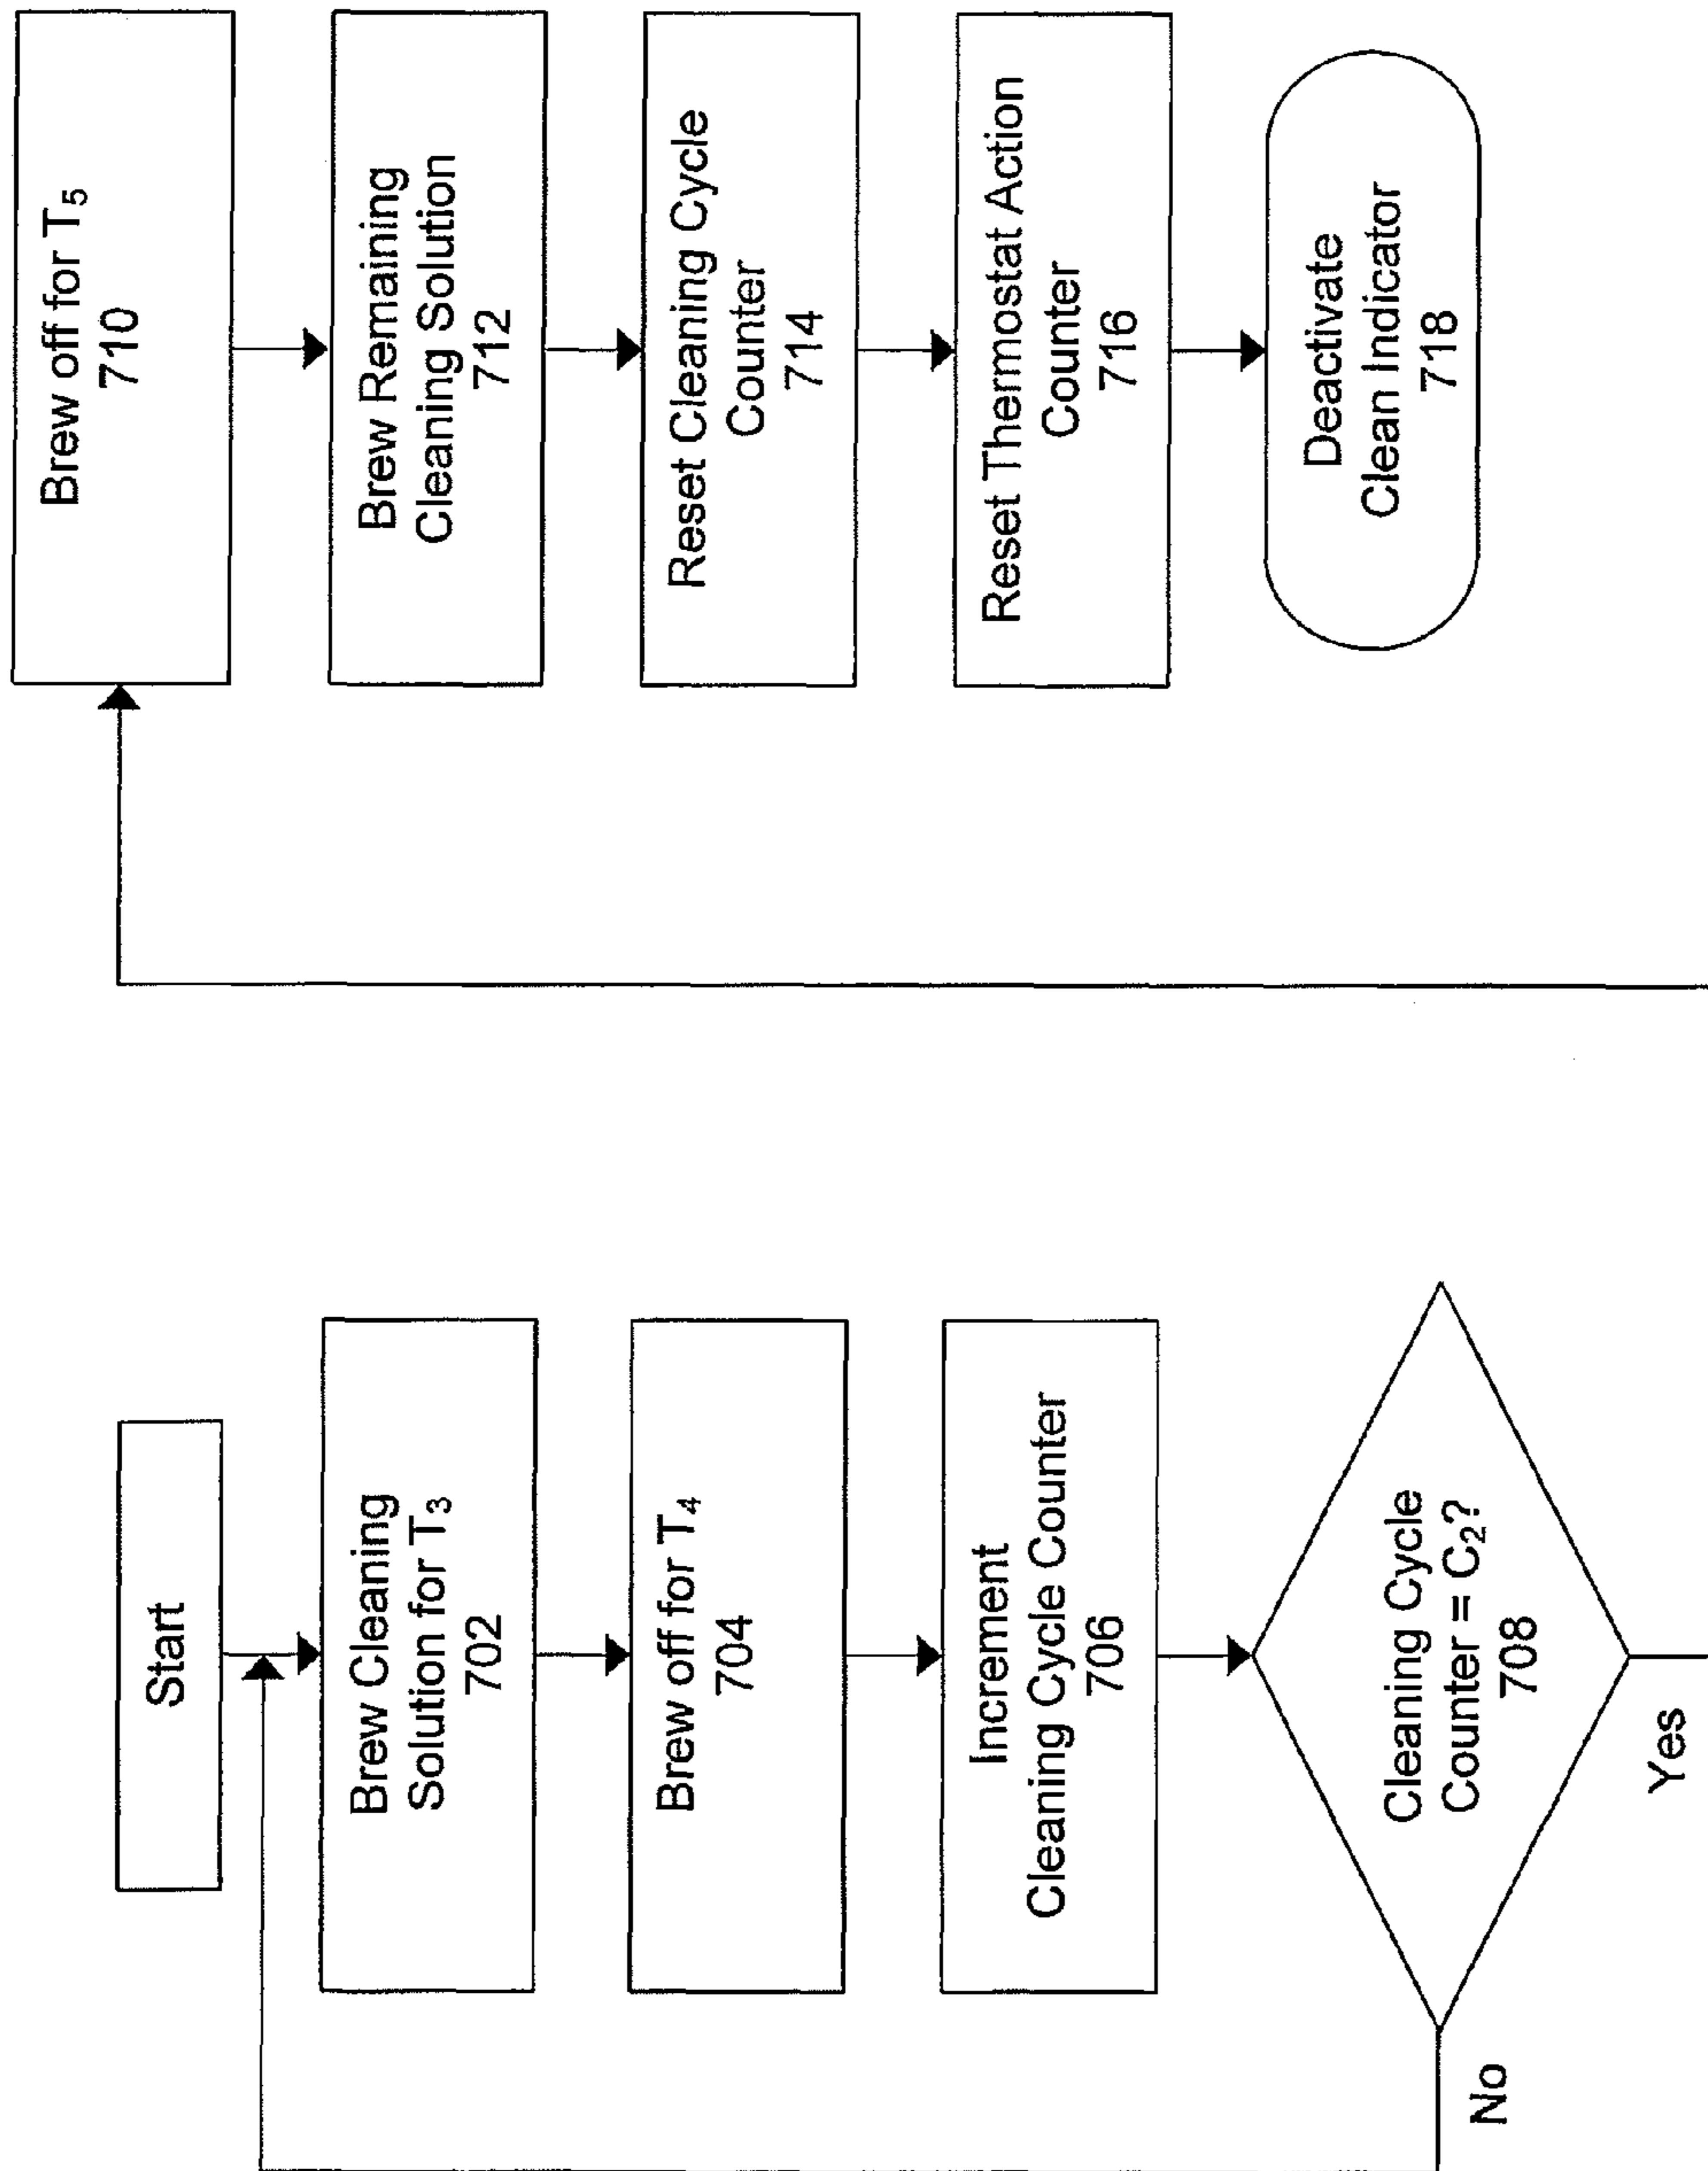 Start
Brew Cleaning
Solution for T₃
702
Brew off for T₄
704
Increment
Cleaning Cycle Counter
706
Cleaning Cycle
Counter = C₂?
708
No
Yes
Brew off for T₅
710
Brew Remaining
Cleaning Solution
712
Reset Cleaning Cycle
Counter
714
Reset Thermostat Action
Counter
716
Deactivate
Clean Indicator
718